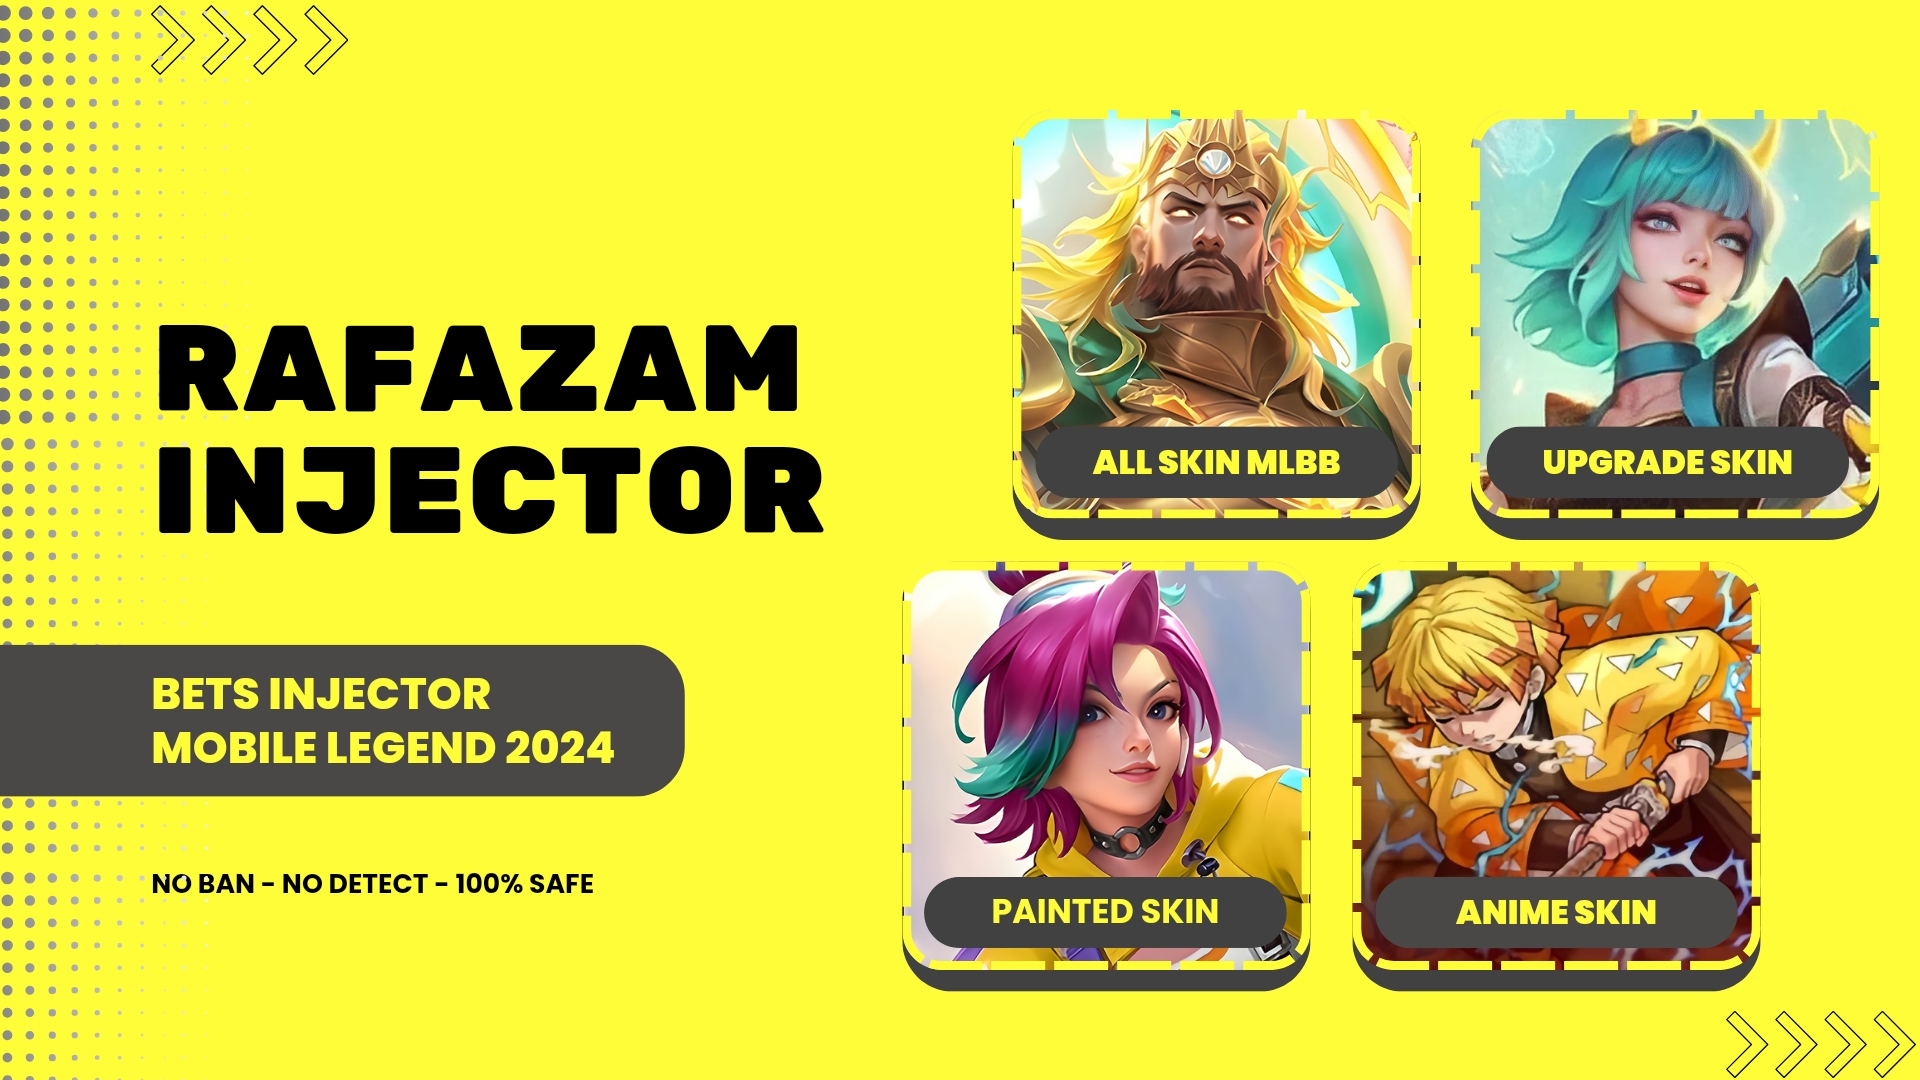 RAFAZAM
INJECTOR
BETS INJECTOR
MOBILE LEGEND 2024
NO BAN - NO DETECT - 100% SAFE
ALL SKIN MLBB
UPGRADE SKIN
PAINTED SKIN
ANIME SKIN